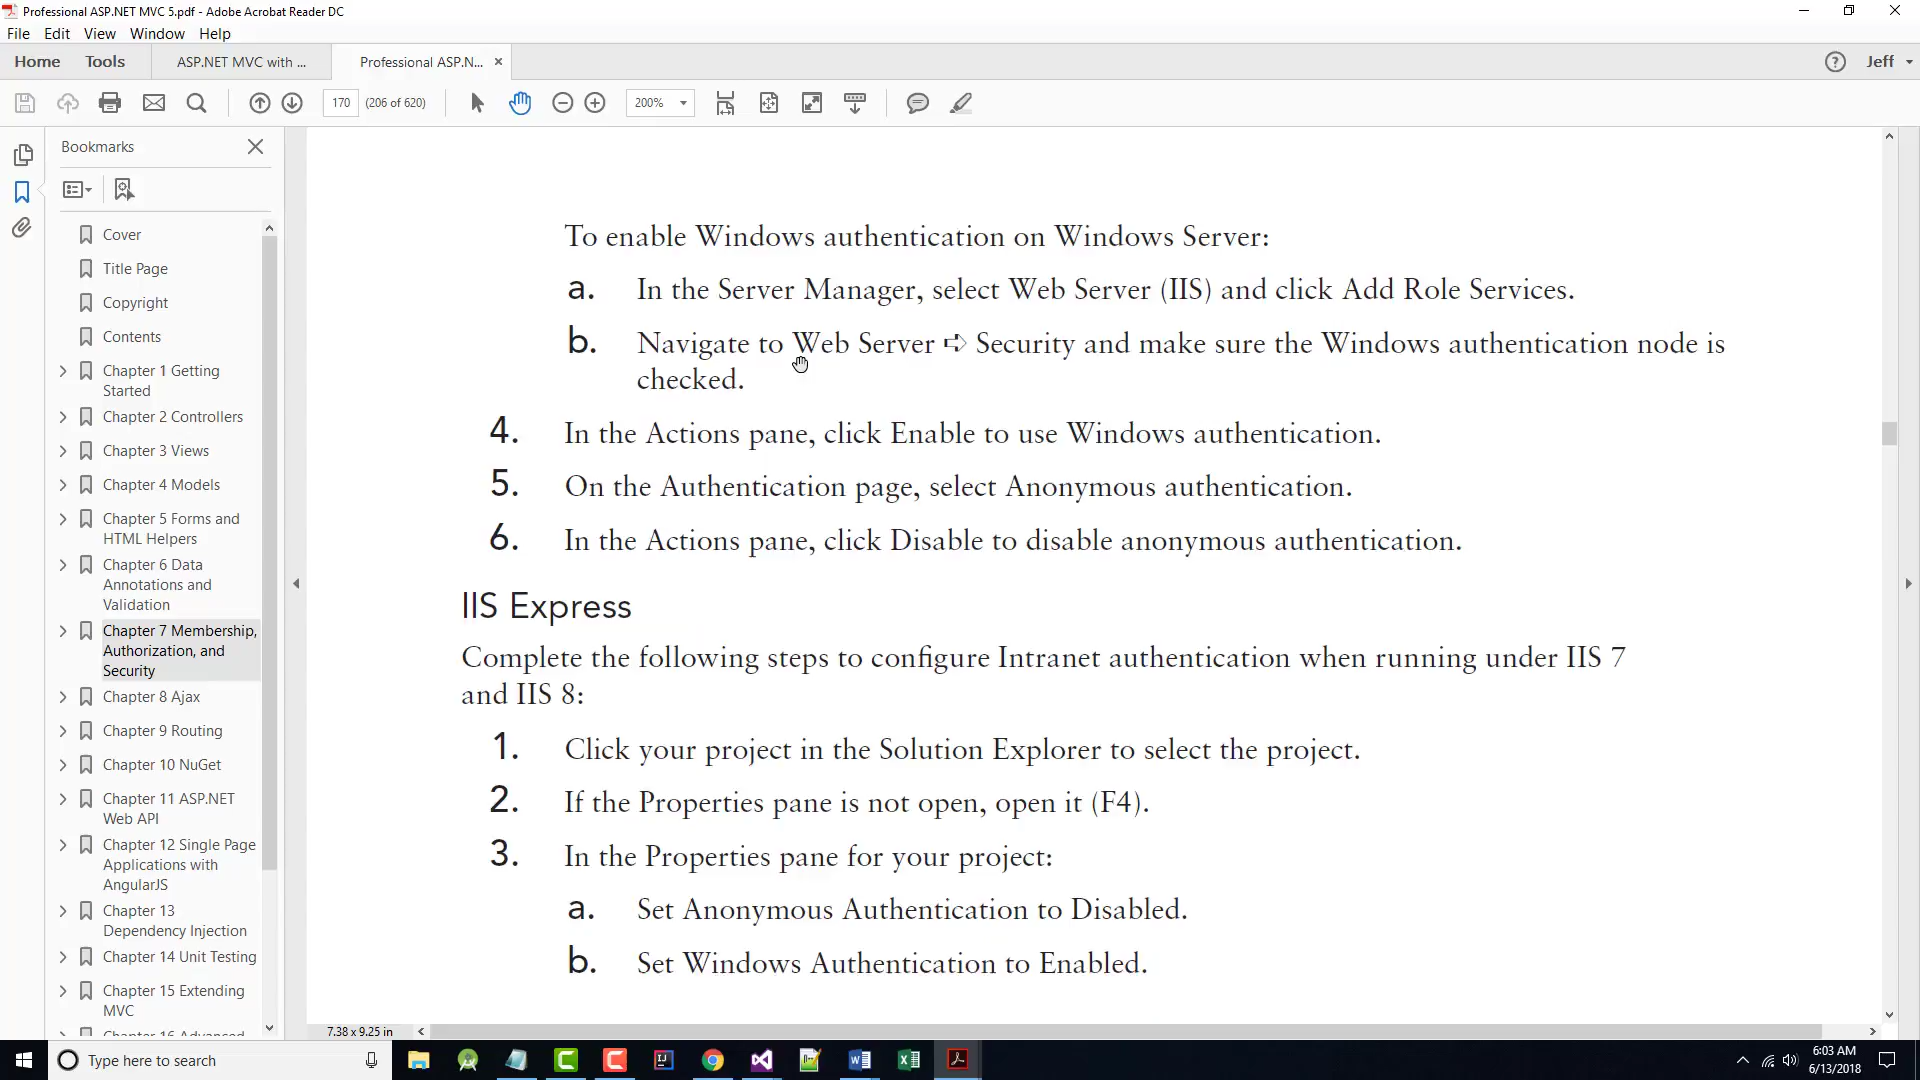 Professional ASP.NET MVC 5.pdf - Adobe Acrobat Reader DC
File Edit View Window Help
Home Tools ASP.NET MVC with ... Professional ASP.N... Jeff
170 (206 of 620) 200%
Bookmarks
Cover
Title Page
Copyright
Contents
Chapter 1 Getting
Started
Chapter 2 Controllers
Chapter 3 Views
Chapter 4 Models
Chapter 5 Forms and
HTML Helpers
Chapter 6 Data
Annotations and
Validation
Chapter 7 Membership,
Authorization, and
Security
Chapter 8 Ajax
Chapter 9 Routing
Chapter 10 NuGet
Chapter 11 ASP.NET
Web API
Chapter 12 Single Page
Applications with
AngularJS
Chapter 13
Dependency Injection
Chapter 14 Unit Testing
Chapter 15 Extending
MVC
Chapter 16 Advanced
To enable Windows authentication on Windows Server:
a. In the Server Manager, select Web Server (IIS) and click Add Role Services.
b. Navigate to Web Server ➪ Security and make sure the Windows authentication node is
checked.
4. In the Actions pane, click Enable to use Windows authentication.
5. On the Authentication page, select Anonymous authentication.
6. In the Actions pane, click Disable to disable anonymous authentication.
IIS Express
Complete the following steps to configure Intranet authentication when running under IIS 7
and IIS 8:
1. Click your project in the Solution Explorer to select the project.
2. If the Properties pane is not open, open it (F4).
3. In the Properties pane for your project:
a. Set Anonymous Authentication to Disabled.
b. Set Windows Authentication to Enabled.
7.38 x 9.25 in
Type here to search
6:03 AM
6/13/2018